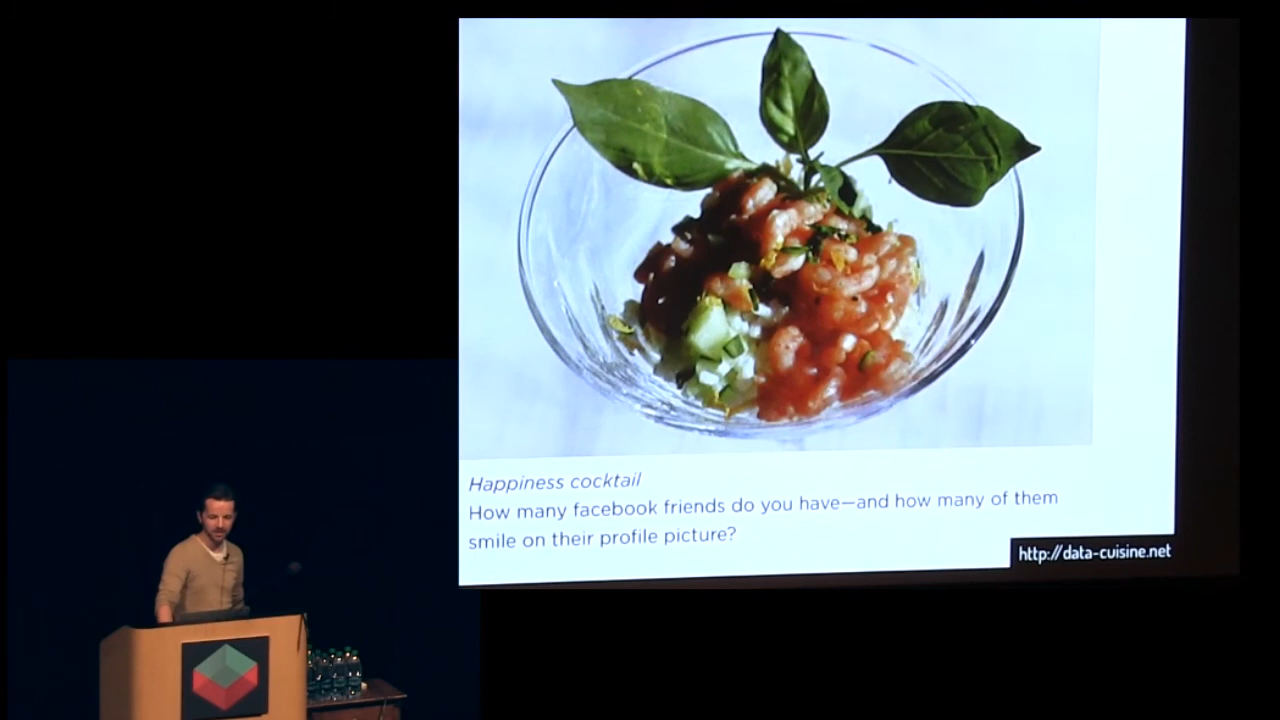 Happiness cocktail
How many facebook friends do you have—and how many of them
smile on their profile picture?
http://data-cuisine.net